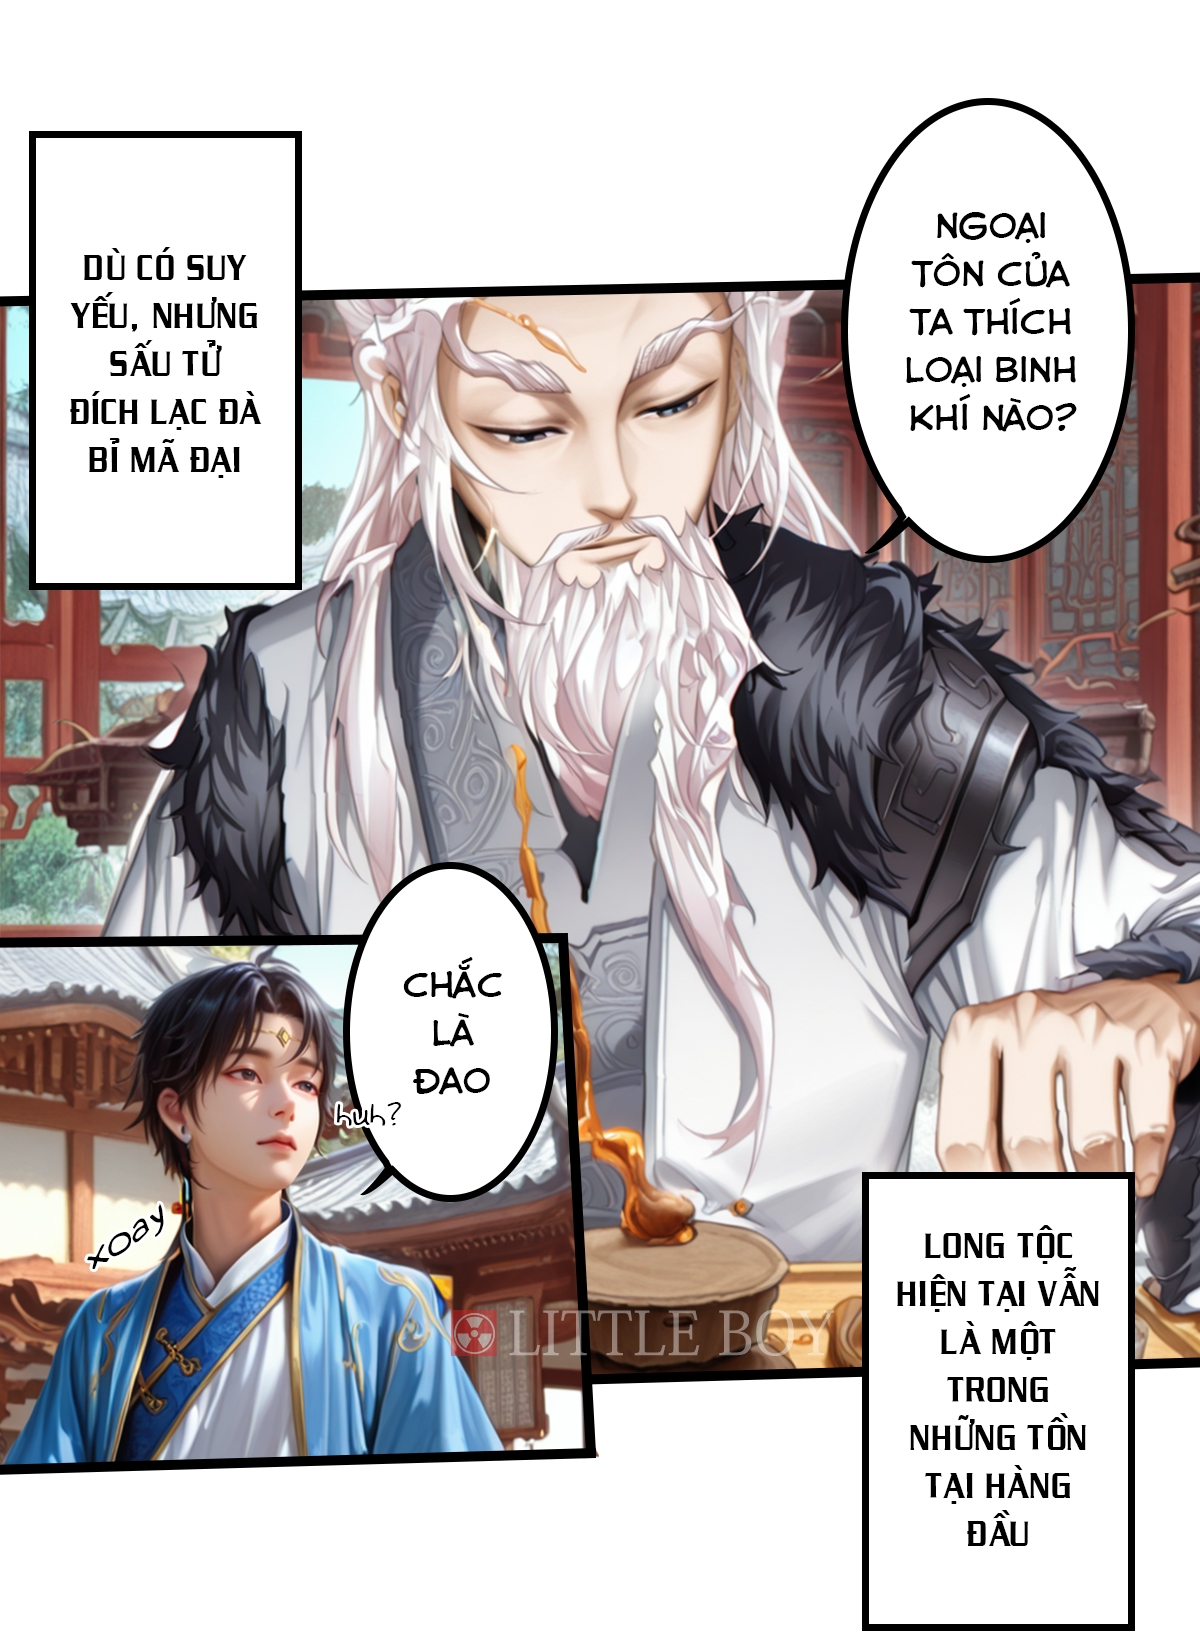 DÙ CÓ SUY
YẾU, NHƯNG
SẤU TỬ
ĐÍCH LẠC ĐÀ
BỈ MÃ ĐẠI
NGOẠI
TÔN CỦA
TA THÍCH
LOẠI BINH
KHÍ NÀO?
CHẮC
LÀ
ĐAO
huh?
xoay
LITTLE BOY
LONG TỘC
HIỆN TẠI VẪN
LÀ MỘT
TRONG
NHỮNG TỒN
TẠI HÀNG
ĐẦU